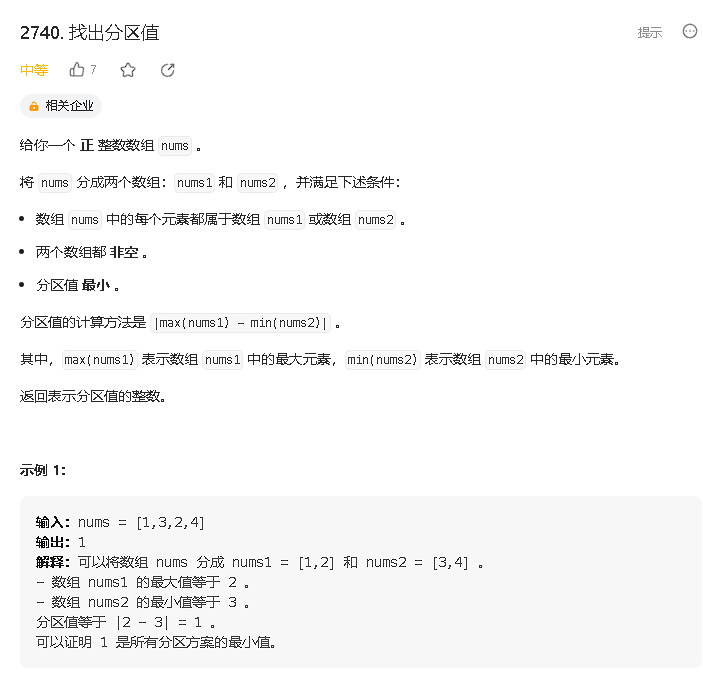 2740. 找出分区值
提示
中等
7
相关企业
给你一个 正 整数数组 nums 。
将 nums 分成两个数组：nums1 和 nums2 ，并满足下述条件：
数组 nums 中的每个元素都属于数组 nums1 或数组 nums2 。
两个数组都 非空 。
分区值 最小 。
分区值的计算方法是 |max(nums1) - min(nums2)| 。
其中，max(nums1) 表示数组 nums1 中的最大元素，min(nums2) 表示数组 nums2 中的最小元素。
返回表示分区值的整数。
示例 1：
输入：nums = [1,3,2,4]
输出：1
解释：可以将数组 nums 分成 nums1 = [1,2] 和 nums2 = [3,4] 。
- 数组 nums1 的最大值等于 2 。
- 数组 nums2 的最小值等于 3 。
分区值等于 |2 - 3| = 1 。
可以证明 1 是所有分区方案的最小值。